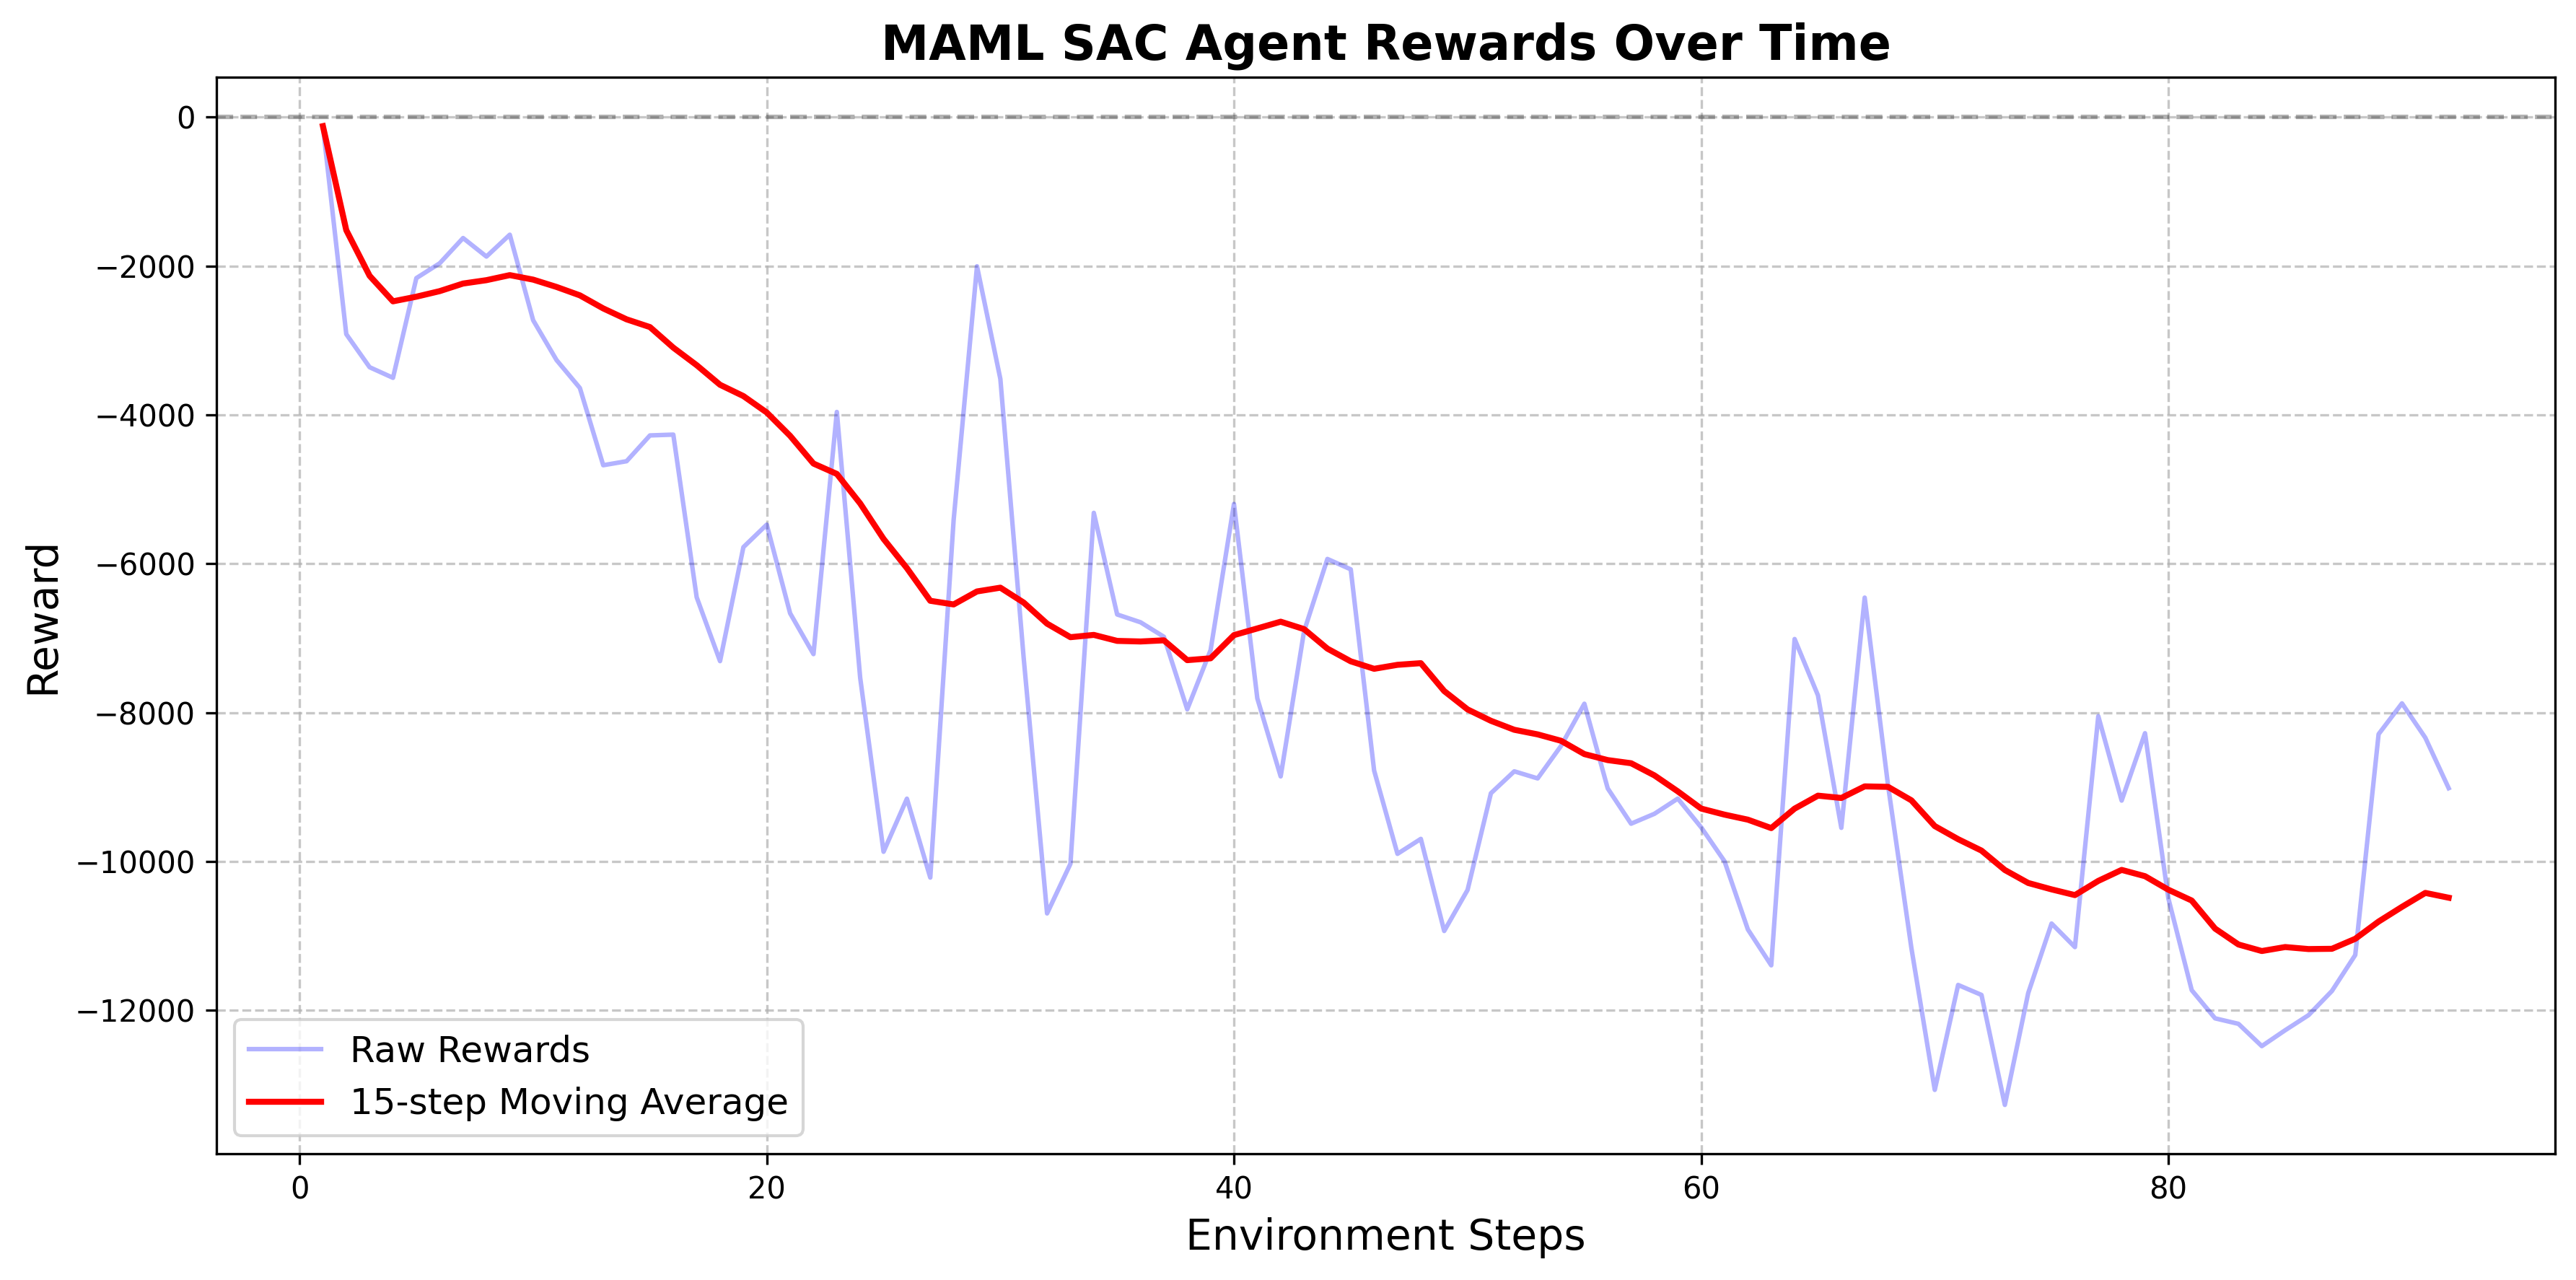 MAML SAC Agent Rewards Over Time
0
−2000
−4000
−6000
−8000
−10000
−12000
Reward
Raw Rewards
15-step Moving Average
0 20 40 60 80
Environment Steps